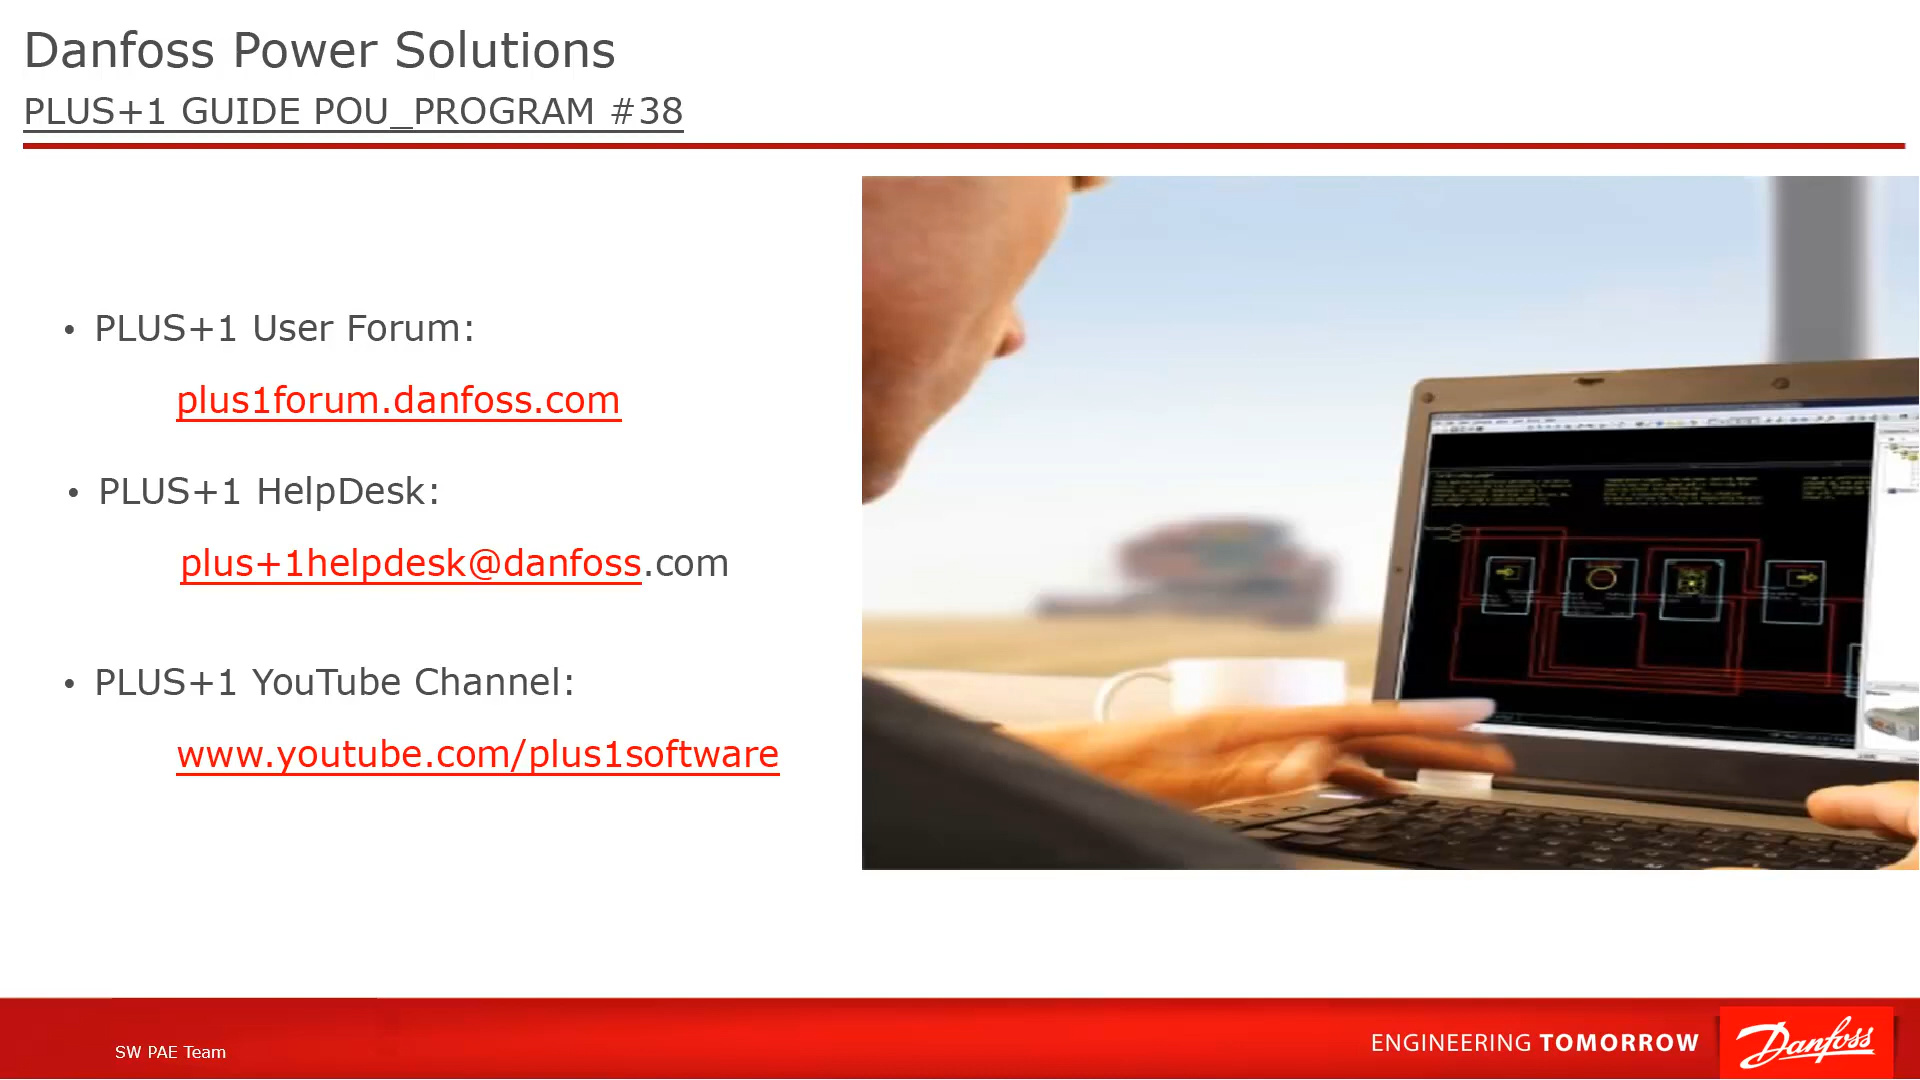 Danfoss Power Solutions
PLUS+1 GUIDE POU_PROGRAM #38
• PLUS+1 User Forum:
plus1forum.danfoss.com
• PLUS+1 HelpDesk:
plus+1helpdesk@danfoss.com
• PLUS+1 YouTube Channel:
www.youtube.com/plus1software
SW PAE Team
ENGINEERING TOMORROW
Danfoss